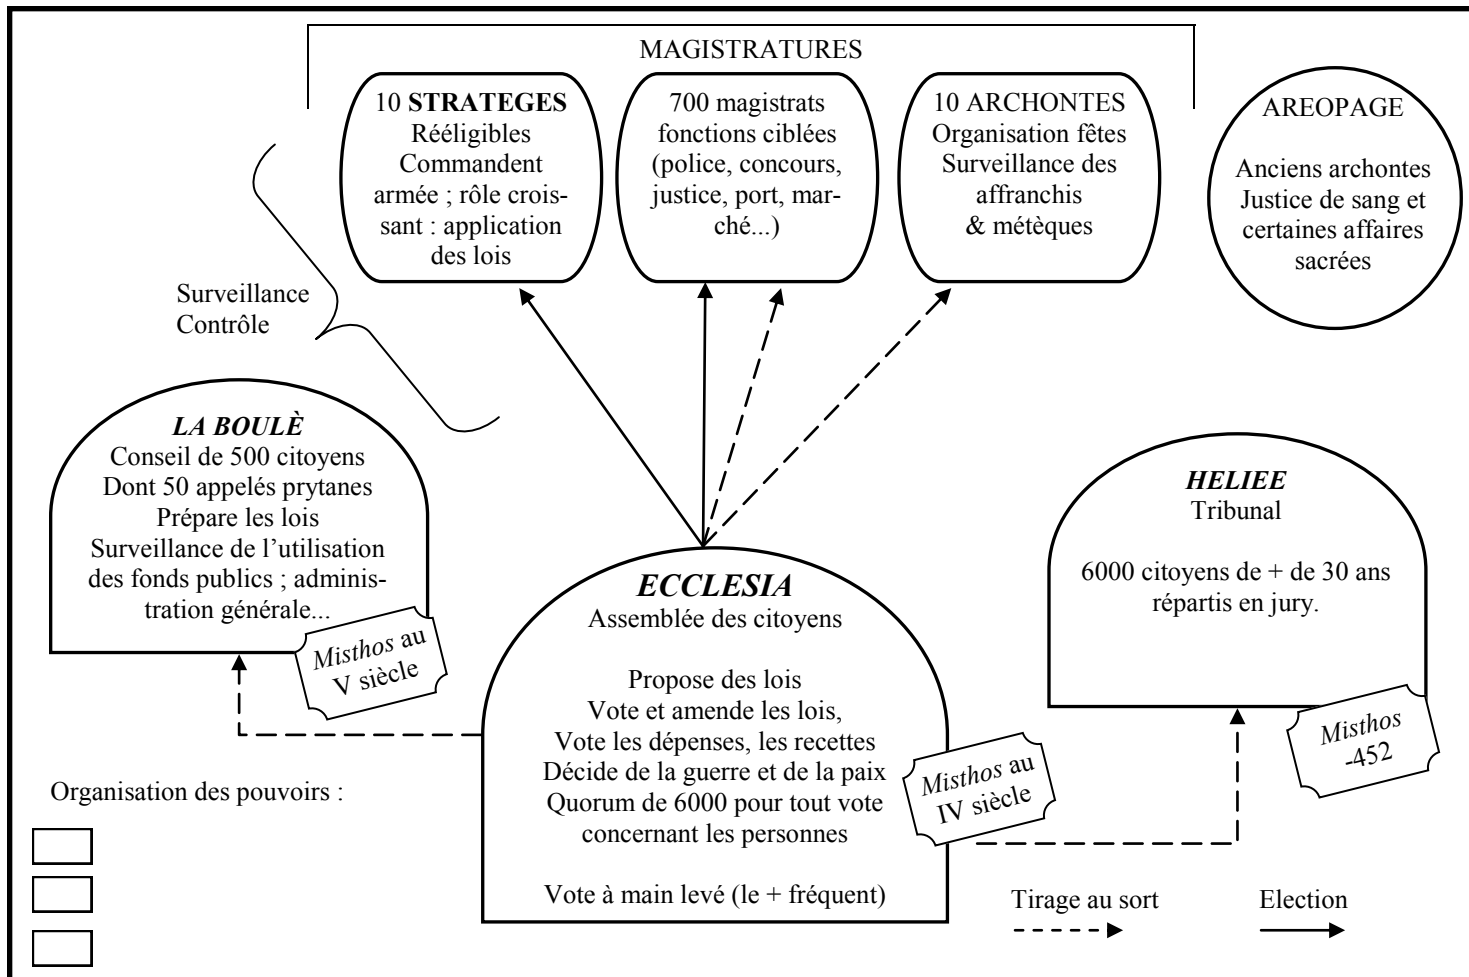 MAGISTRATURES
10 STRATEGES
Rééligibles
Commandent
armée ; rôle crois-
sant : application
des lois
700 magistrats
fonctions ciblées
(police, concours,
justice, port, mar-
ché...)
10 ARCHONTES
Organisation fêtes
Surveillance des
affranchis
& métèques
AREOPAGE
Anciens archontes
Justice de sang et
certaines affaires
sacrées
Surveillance
Contrôle
LA BOULÈ
Conseil de 500 citoyens
Dont 50 appelés prytanes
Prépare les lois
Surveillance de l’utilisation
des fonds publics ; adminis-
tration générale...
Misthos au
V siècle
ECCLESIA
Assemblée des citoyens
Propose des lois
Vote et amende les lois,
Vote les dépenses, les recettes
Décide de la guerre et de la paix
Quorum de 6000 pour tout vote
concernant les personnes
Vote à main levé (le + fréquent)
Misthos au
IV siècle
HELIEE
Tribunal
6000 citoyens de + de 30 ans
répartis en jury.
Misthos
-452
Organisation des pouvoirs :
Tirage au sort
Election